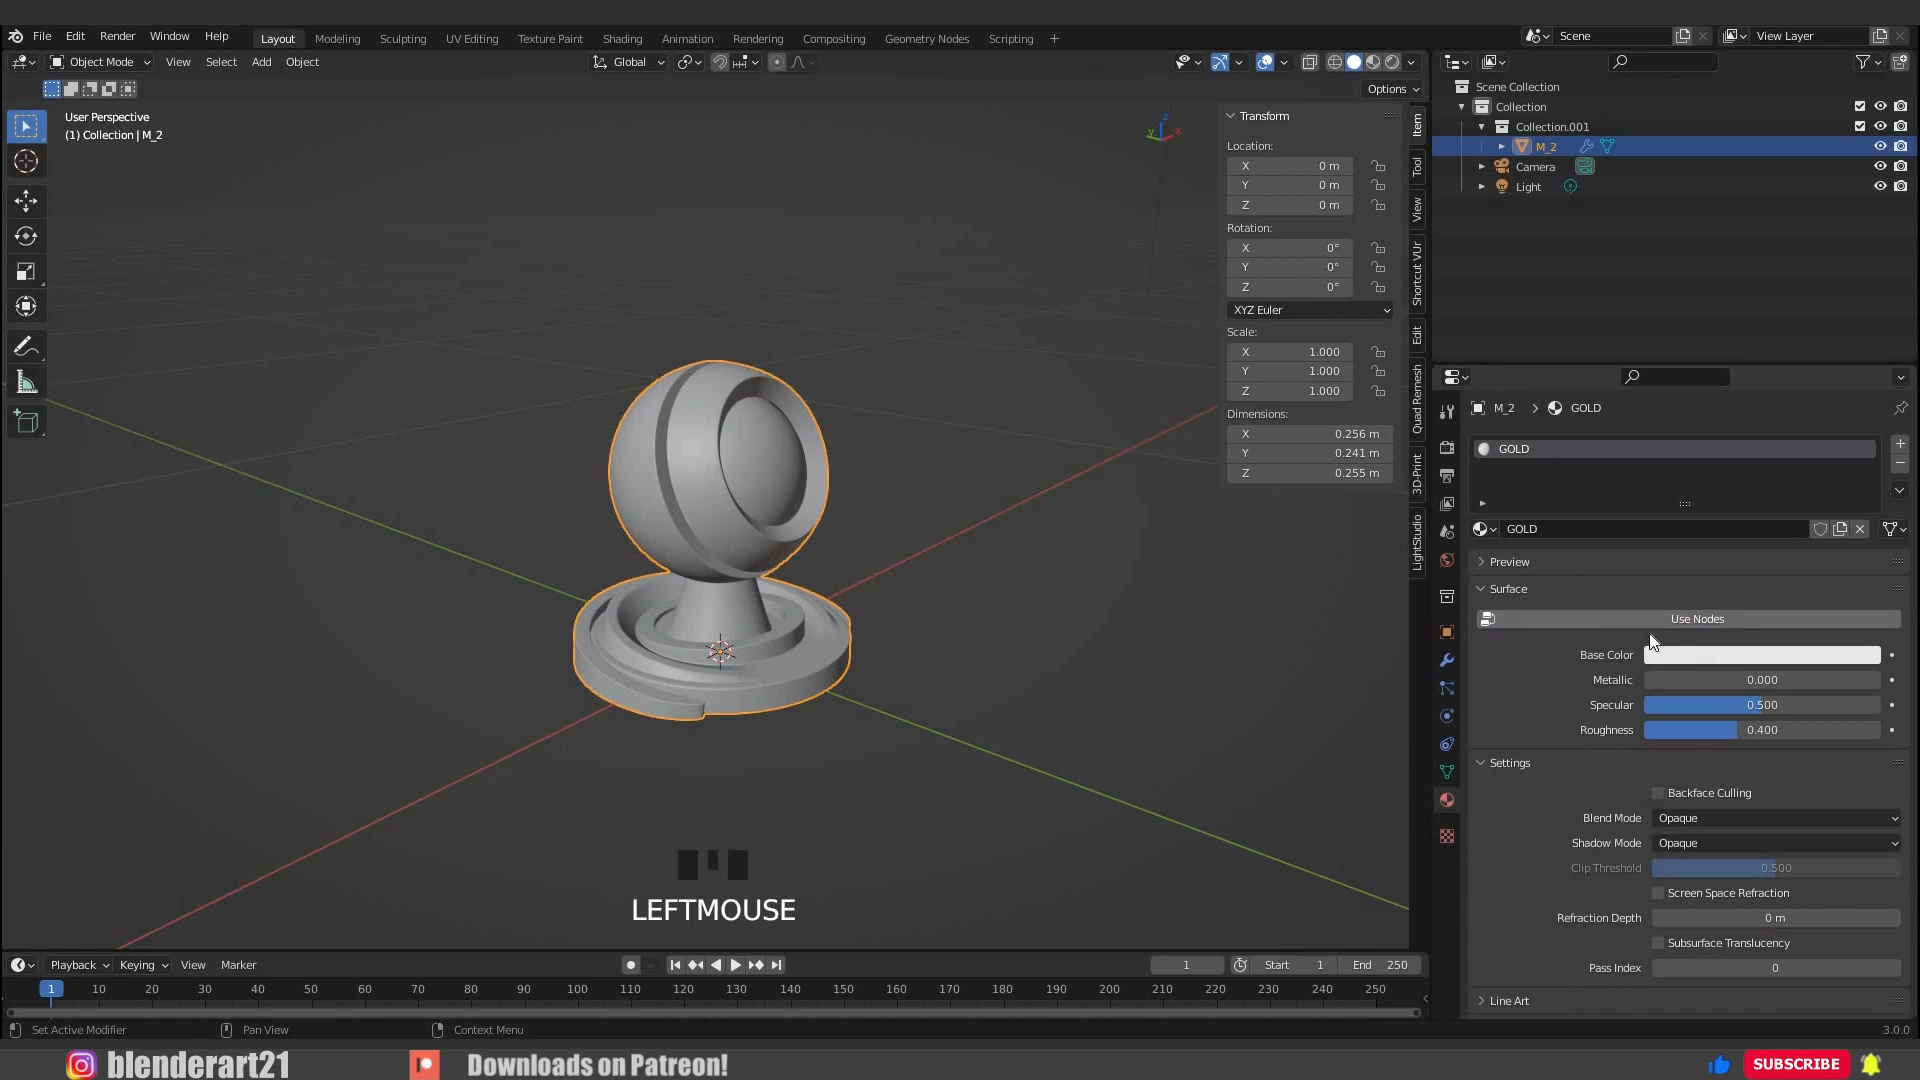 File Edit Render Window Help Layout Modeling Sculpting UV Editing Texture Paint Shading Animation Rendering Compositing Geometry Nodes Scripting + Scene View Layer
Object Mode View Select Add Object Global
Options
User Perspective
(1) Collection | M_2
Z
X
Y
Transform
Location:
X 0 m
Y 0 m
Z 0 m
Rotation:
X 0°
Y 0°
Z 0°
XYZ Euler
Scale:
X 1.000
Y 1.000
Z 1.000
Dimensions:
X 0.256 m
Y 0.241 m
Z 0.255 m
Item
Tool
View
Shortcut VUr
Edit
Quad Remesh
3D-Print
LightStudio
Scene Collection
Collection
Collection.001
M_2
Camera
Light
M_2 > GOLD
GOLD
GOLD
Preview
Surface
Use Nodes
Base Color
Metallic 0.000
Specular 0.500
Roughness 0.400
Settings
Backface Culling
Blend Mode Opaque
Shadow Mode Opaque
Clip Threshold 0.500
Screen Space Refraction
Refraction Depth 0 m
Subsurface Translucency
Pass Index 0
Line Art
LEFTMOUSE
Playback Keying View Marker 1 Start 1 End 250
1 10 20 30 40 50 60 70 80 90 100 110 120 130 140 150 160 170 180 190 200 210 220 230 240 250
Set Active Modifier Pan View Context Menu 3.0.0
blenderart21 Downloads on Patreon! SUBSCRIBE